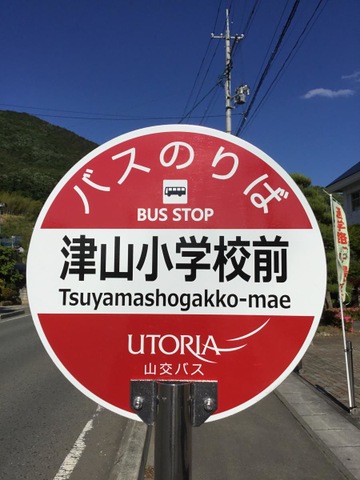 バスのりば
BUS STOP
津山小学校前
Tsuyamashogakko-mae
UTORIA
山交バス